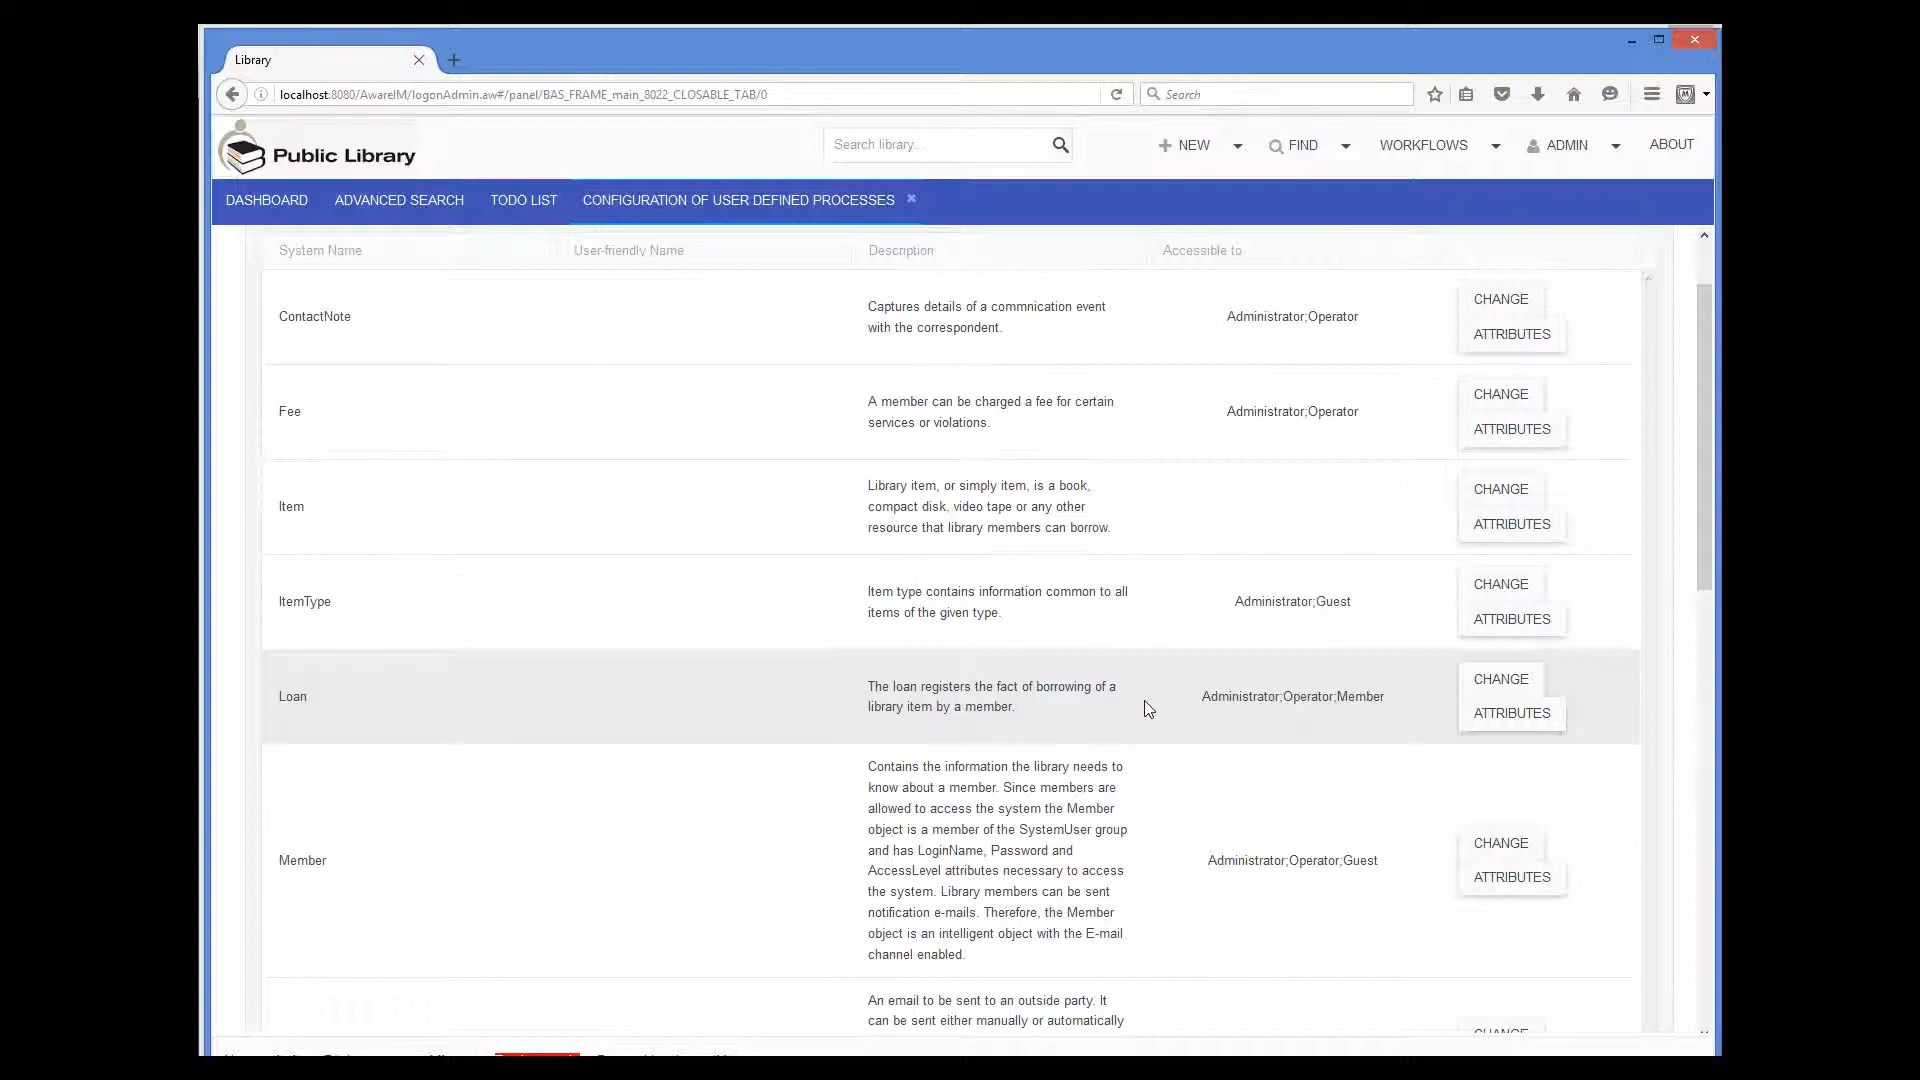 Library
localhost:8080/AwareIM/logonAdmin.aw#/panel/BAS_FRAME_main_8022_CLOSABLE_TAB/0
Search
Public Library
Search library...
NEW
FIND
WORKFLOWS
ADMIN
ABOUT
DASHBOARD
ADVANCED SEARCH
TODO LIST
CONFIGURATION OF USER DEFINED PROCESSES
System Name
User-friendly Name
Description
Accessible to
ContactNote
Captures details of a commnication event
with the correspondent.
Administrator;Operator
CHANGE
ATTRIBUTES
Fee
A member can be charged a fee for certain
services or violations.
Administrator;Operator
CHANGE
ATTRIBUTES
Item
Library item, or simply item, is a book,
compact disk, video tape or any other
resource that library members can borrow.
CHANGE
ATTRIBUTES
ItemType
Item type contains information common to all
items of the given type.
Administrator;Guest
CHANGE
ATTRIBUTES
Loan
The loan registers the fact of borrowing of a
library item by a member.
Administrator;Operator;Member
CHANGE
ATTRIBUTES
Member
Contains the information the library needs to
know about a member. Since members are
allowed to access the system the Member
object is a member of the SystemUser group
and has LoginName, Password and
AccessLevel attributes necessary to access
the system. Library members can be sent
notification e-mails. Therefore, the Member
object is an intelligent object with the E-mail
channel enabled.
Administrator;Operator;Guest
CHANGE
ATTRIBUTES
An email to be sent to an outside party. It
can be sent either manually or automatically
CHANGE